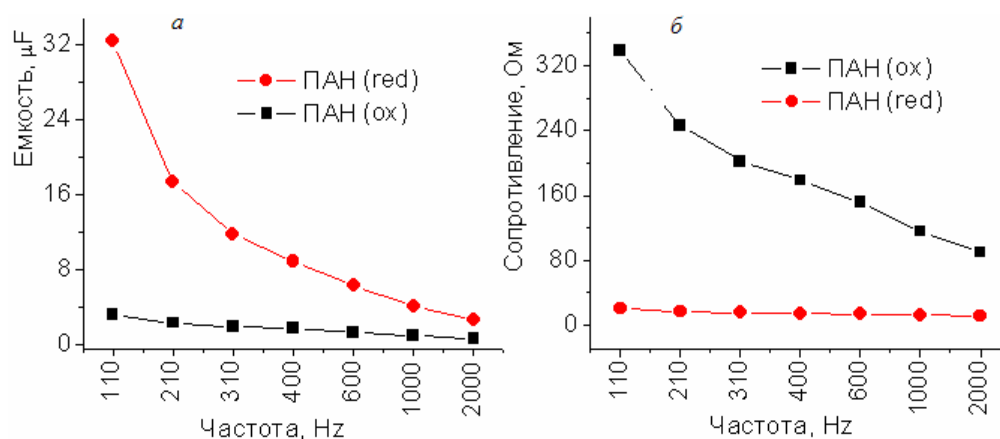 а
Емкость, µF
32
24
16
8
0
ПАН (red)
ПАН (ox)
110
210
310
400
600
1000
2000
Частота, Hz
б
Сопротивление, Ом
320
240
160
80
0
ПАН (ox)
ПАН (red)
110
210
310
400
600
1000
2000
Частота, Hz